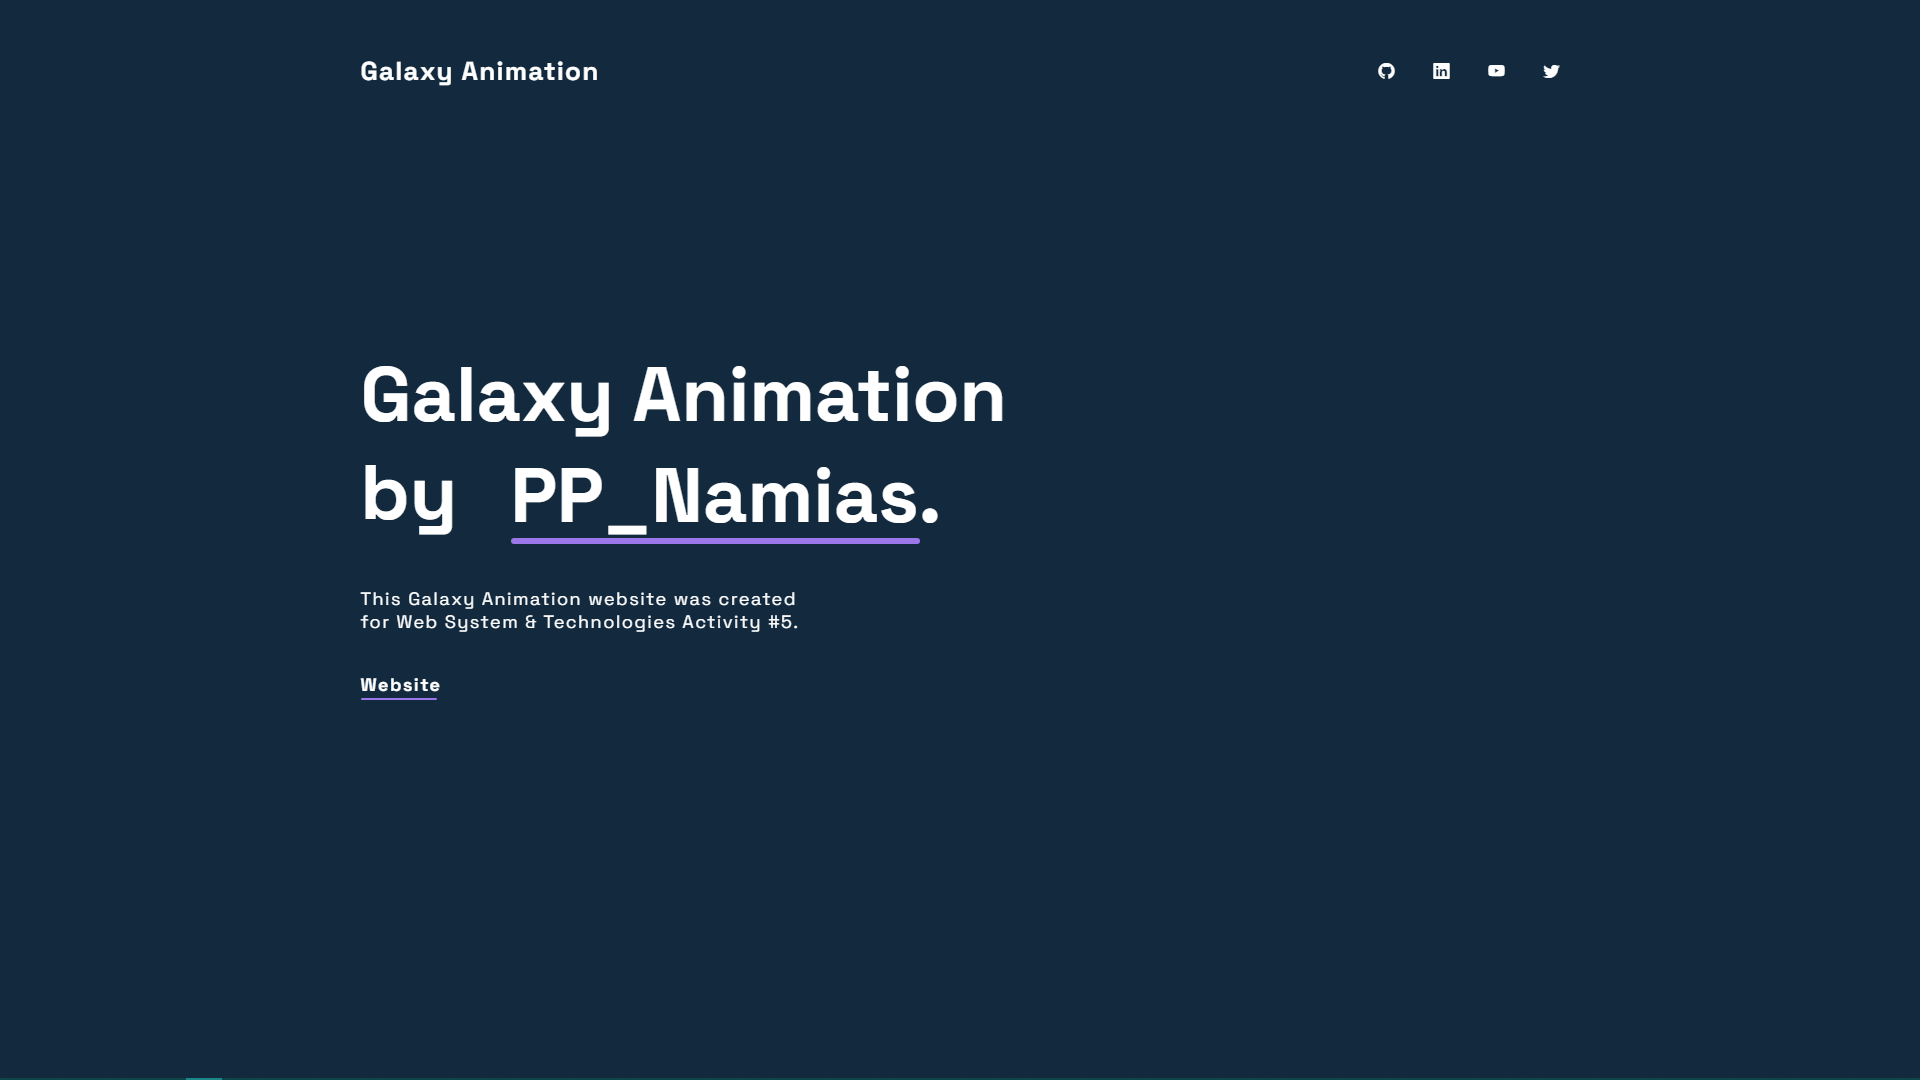 Galaxy Animation
Galaxy Animation
by PP_Namias.
This Galaxy Animation website was created
for Web System & Technologies Activity #5.
Website